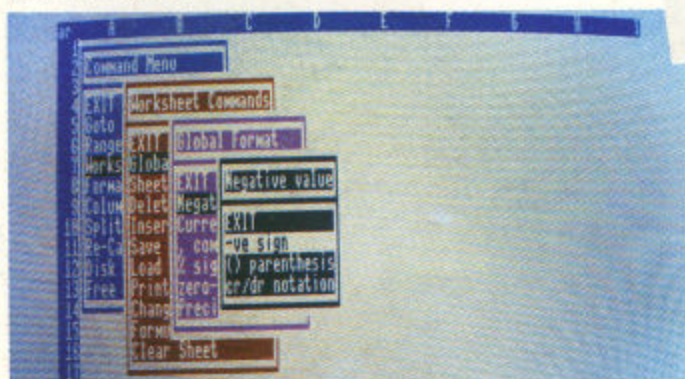 A B C D E F G H
Command Menu
EXIT
Goto
Range
Works
Forma
Colum
Split
Re-Ca
Disk
Free
Worksheet Commands
EXIT
Globa
Sheet
Delet
Inser
Save
Load
Print
Chang
Formu
Clear Sheet
Global Format
EXIT
Negat
Curre
, com
% sig
zero-
Preci
Negative value
EXIT
-ve sign
() parenthesis
cr/dr notation